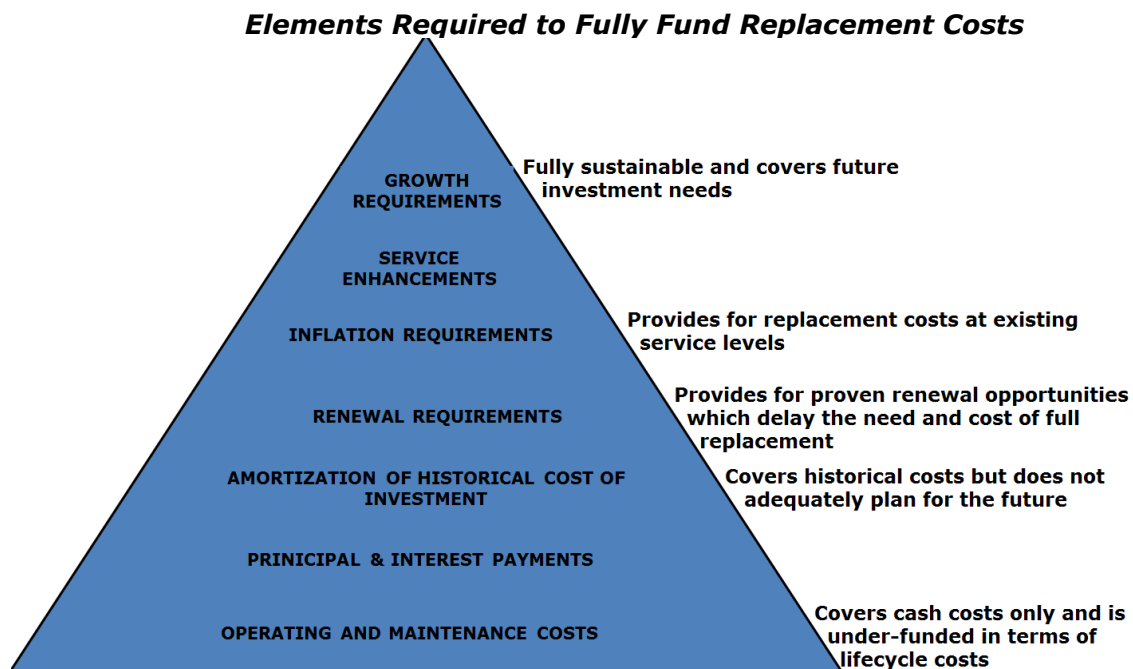 Elements Required to Fully Fund Replacement Costs
GROWTH
REQUIREMENTS
Fully sustainable and covers future
investment needs
SERVICE
ENHANCEMENTS
INFLATION REQUIREMENTS
Provides for replacement costs at existing
service levels
RENEWAL REQUIREMENTS
Provides for proven renewal opportunities
which delay the need and cost of full
replacement
AMORTIZATION OF HISTORICAL COST OF
INVESTMENT
Covers historical costs but does not
adequately plan for the future
PRINICIPAL & INTEREST PAYMENTS
OPERATING AND MAINTENANCE COSTS
Covers cash costs only and is
under-funded in terms of
lifecycle costs